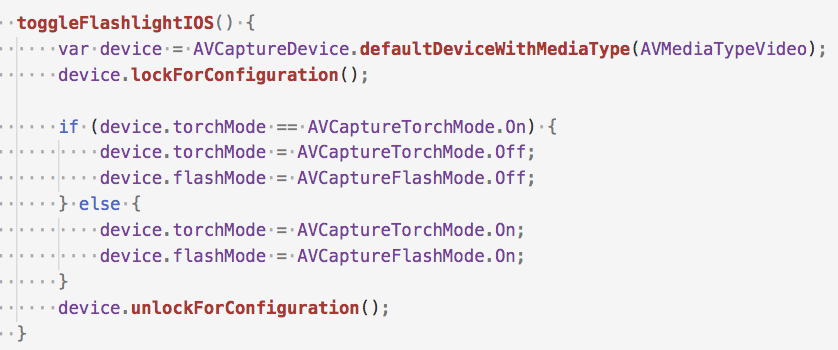 toggleFlashlightIOS() {
var device = AVCaptureDevice.defaultDeviceWithMediaType(AVMediaTypeVideo);
device.lockForConfiguration();
if (device.torchMode == AVCaptureTorchMode.On) {
device.torchMode = AVCaptureTorchMode.Off;
device.flashMode = AVCaptureFlashMode.Off;
} else {
device.torchMode = AVCaptureTorchMode.On;
device.flashMode = AVCaptureFlashMode.On;
}
device.unlockForConfiguration();
}